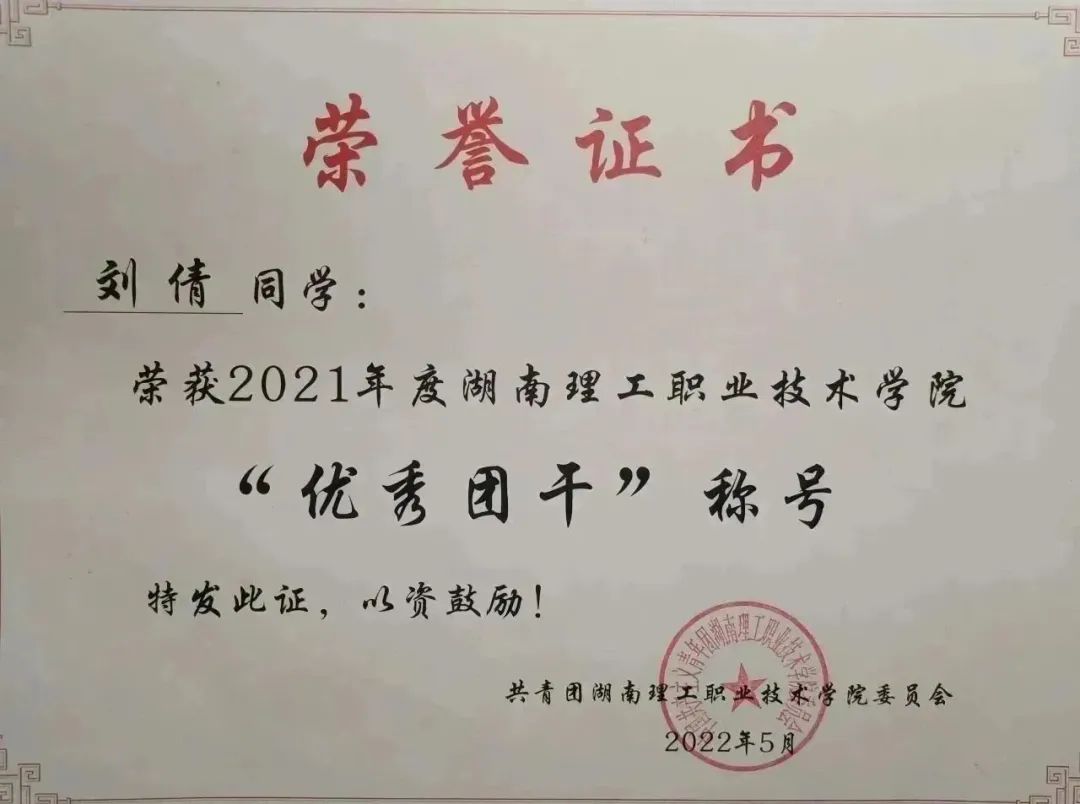 荣誉证书
刘倩 同学：
荣获2021年度湖南理工职业技术学院
“优秀团干”称号
特发此证，以资鼓励！
共青团湖南理工职业技术学院委员会
2022年5月